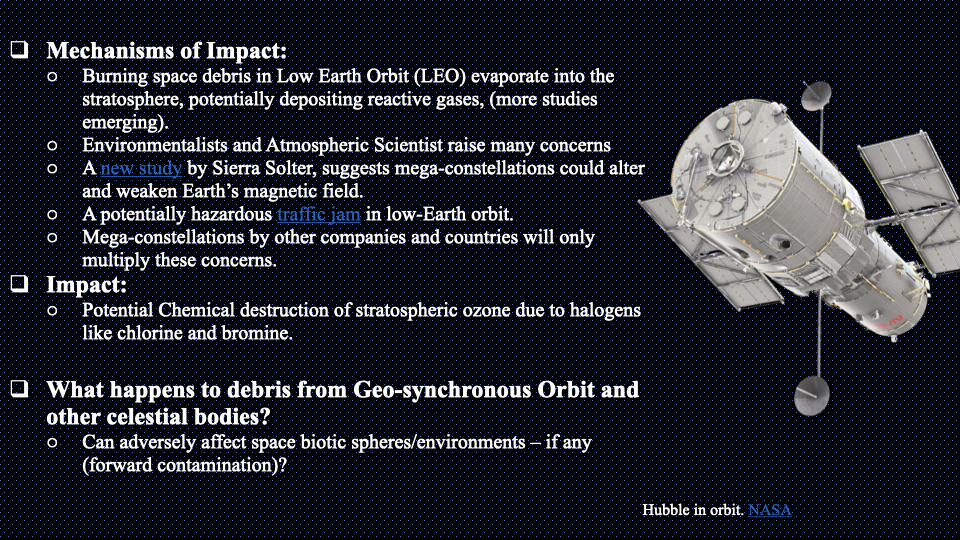 ❑ Mechanisms of Impact:
○ Burning space debris in Low Earth Orbit (LEO) evaporate into the
stratosphere, potentially depositing reactive gases, (more studies
emerging).
○ Environmentalists and Atmospheric Scientist raise many concerns
○ A new study by Sierra Solter, suggests mega-constellations could alter
and weaken Earth’s magnetic field.
○ A potentially hazardous traffic jam in low-Earth orbit.
○ Mega-constellations by other companies and countries will only
multiply these concerns.
❑ Impact:
○ Potential Chemical destruction of stratospheric ozone due to halogens
like chlorine and bromine.
❑ What happens to debris from Geo-synchronous Orbit and
other celestial bodies?
○ Can adversely affect space biotic spheres/environments – if any
(forward contamination)?
Hubble in orbit. NASA